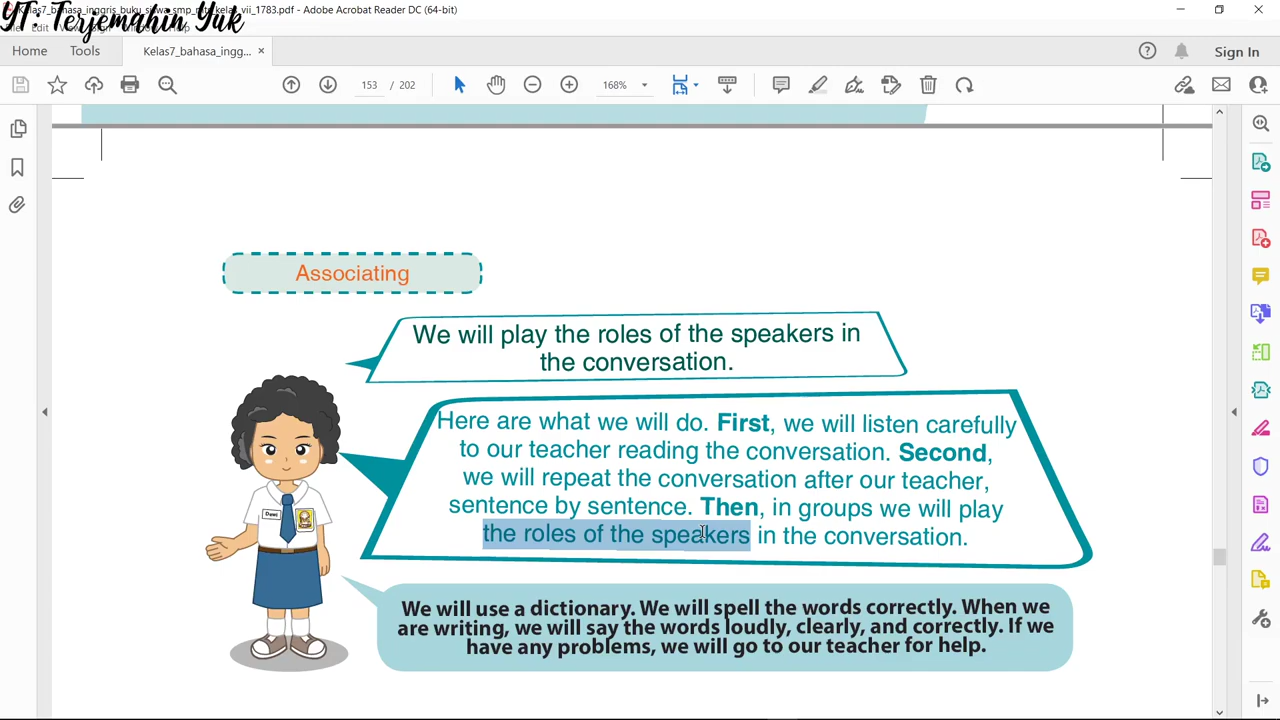 Kelas7_bahasa_inggris_buku_siswa_smp_mts_kelas_vii_1783.pdf - Adobe Acrobat Reader DC (64-bit)
YT: Terjemahin Yuk
Home Tools Kelas7_bahasa_ingg... × Sign In
153 / 202 168%
Associating
We will play the roles of the speakers in
the conversation.
Here are what we will do. First, we will listen carefully
to our teacher reading the conversation. Second,
we will repeat the conversation after our teacher,
sentence by sentence. Then, in groups we will play
the roles of the speakers in the conversation.
Dewi
We will use a dictionary. We will spell the words correctly. When we
are writing, we will say the words loudly, clearly, and correctly. If we
have any problems, we will go to our teacher for help.